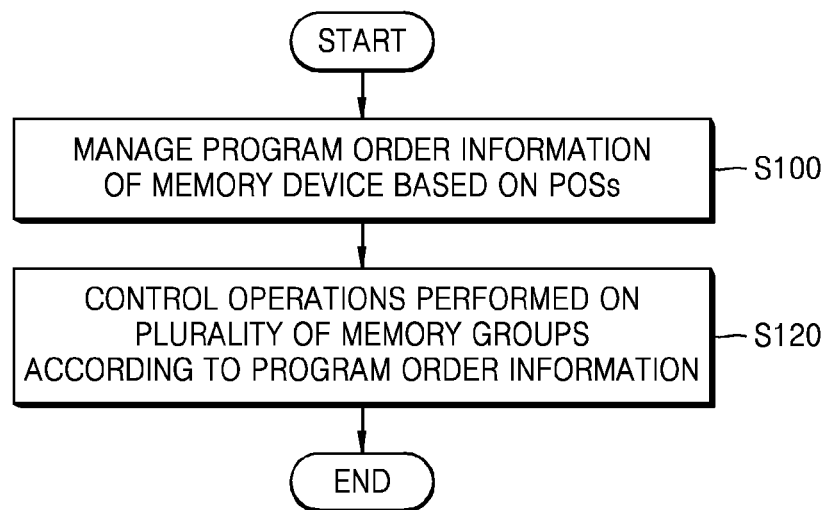 START
MANAGE PROGRAM ORDER INFORMATION
OF MEMORY DEVICE BASED ON POSs
S100
CONTROL OPERATIONS PERFORMED ON
PLURALITY OF MEMORY GROUPS
ACCORDING TO PROGRAM ORDER INFORMATION
S120
END